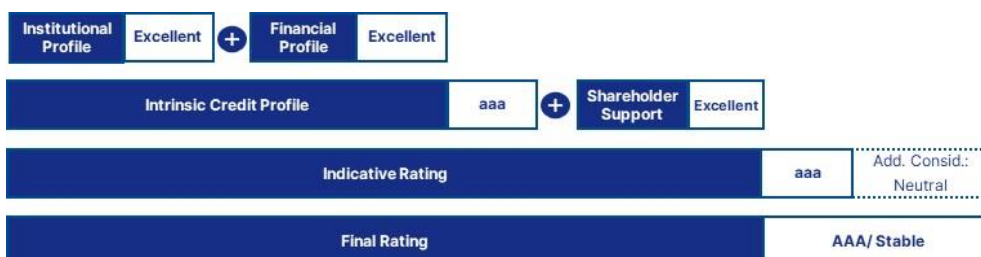 Institutional Profile Excellent + Financial Profile Excellent
Intrinsic Credit Profile aaa + Shareholder Support Excellent
Indicative Rating aaa Add. Consid.: Neutral
Final Rating AAA/ Stable